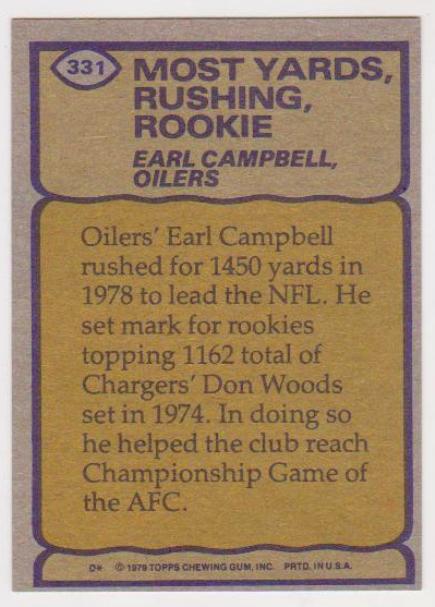 331
MOST YARDS,
RUSHING,
ROOKIE
EARL CAMPBELL,
OILERS
Oilers' Earl Campbell
rushed for 1450 yards in
1978 to lead the NFL. He
set mark for rookies
topping 1162 total of
Chargers' Don Woods
set in 1974. In doing so
he helped the club reach
Championship Game of
the AFC.
D* © 1979 TOPPS CHEWING GUM, INC. PRTD. IN U.S.A.